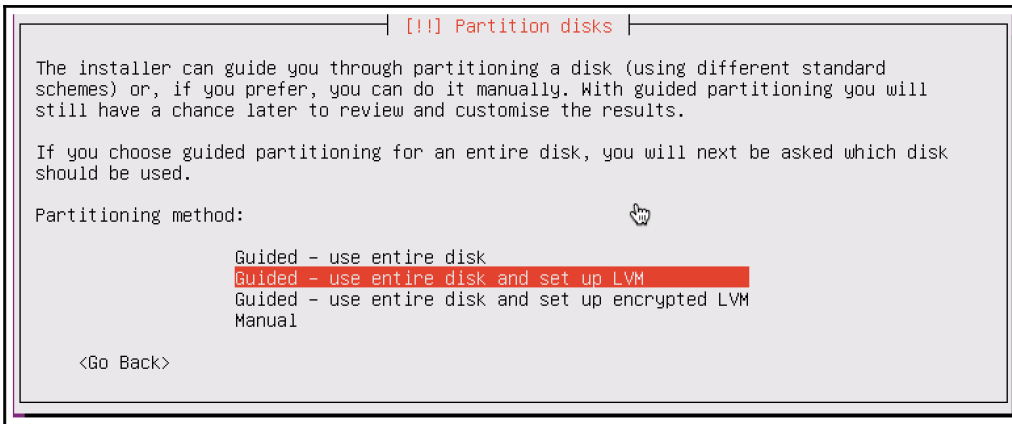 [!!] Partition disks
The installer can guide you through partitioning a disk (using different standard
schemes) or, if you prefer, you can do it manually. With guided partitioning you will
still have a chance later to review and customise the results.
If you choose guided partitioning for an entire disk, you will next be asked which disk
should be used.
Partitioning method:
Guided – use entire disk
Guided – use entire disk and set up LVM
Guided – use entire disk and set up encrypted LVM
Manual
<Go Back>